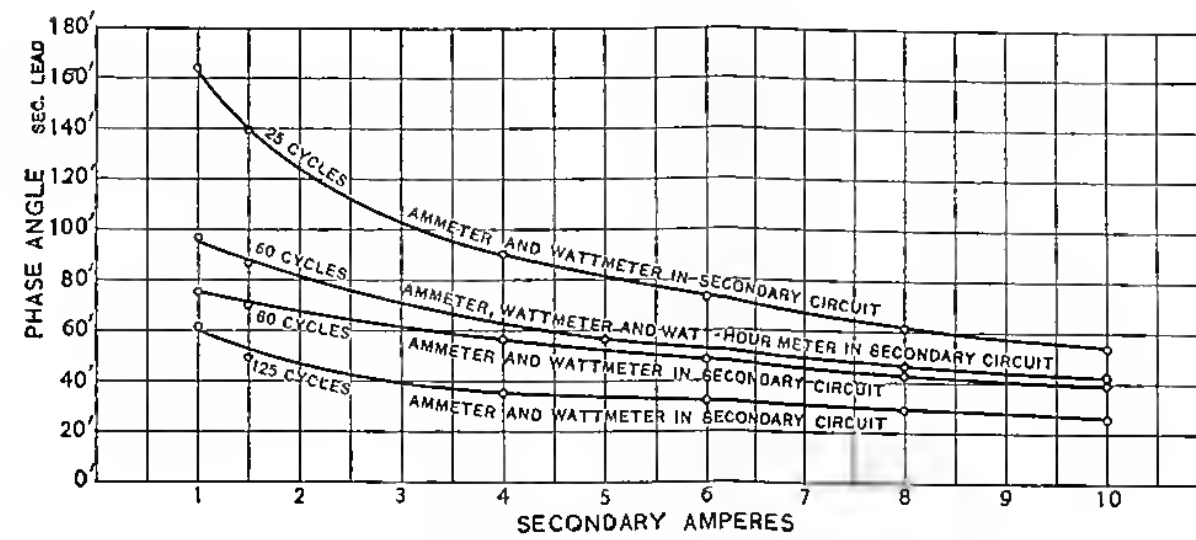 180′
160′
140′
120′
100′
80′
60′
40′
20′
0′
PHASE ANGLE SEC. LEAD
25 CYCLES
AMMETER AND WATTMETER IN SECONDARY CIRCUIT
60 CYCLES
AMMETER, WATTMETER AND WATT-HOUR METER IN SECONDARY CIRCUIT
60 CYCLES
AMMETER AND WATTMETER IN SECONDARY CIRCUIT
125 CYCLES
AMMETER AND WATTMETER IN SECONDARY CIRCUIT
1 2 3 4 5 6 7 8 9 10
SECONDARY AMPERES